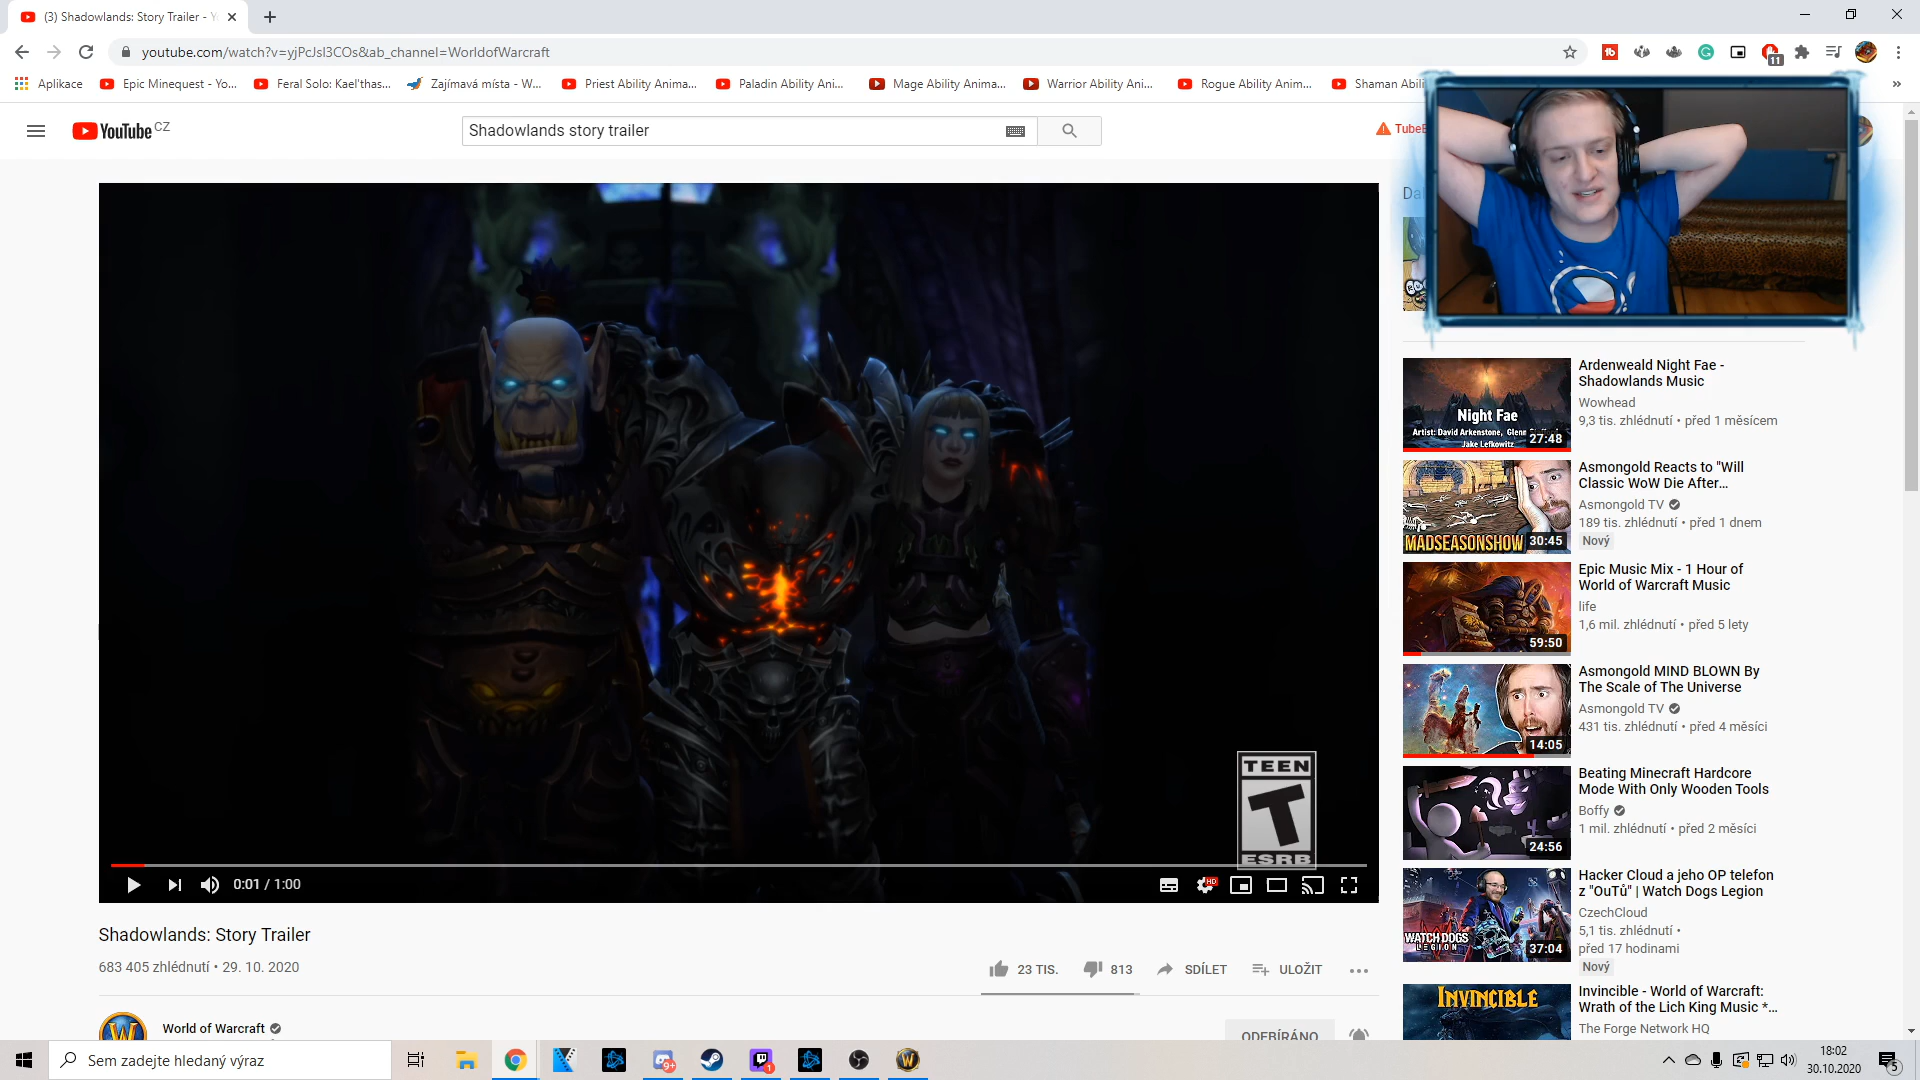 (3) Shadowlands: Story Trailer - Y
youtube.com/watch?v=yjPcJsl3COs&ab_channel=WorldofWarcraft
11
Aplikace
Epic Minequest - Yo...
Feral Solo: Kael'thas...
Zajímavá místa - W...
Priest Ability Anima...
Paladin Ability Ani...
Mage Ability Anima...
Warrior Ability Ani...
Rogue Ability Anim...
Shaman Abili
YouTube CZ
Shadowlands story trailer
TubeB
TEEN
T
ESRB
0:01 / 1:00
HD
Shadowlands: Story Trailer
683 405 zhlédnutí • 29. 10. 2020
23 TIS.
813
SDÍLET
ULOŽIT
World of Warcraft
ODEBÍRÁNO
Night Fae
27:48
Ardenweald Night Fae -
Shadowlands Music
Wowhead
9,3 tis. zhlédnutí • před 1 měsícem
MADSEASONSHOW
30:45
Asmongold Reacts to "Will
Classic WoW Die After...
Asmongold TV
189 tis. zhlédnutí • před 1 dnem
Nový
59:50
Epic Music Mix - 1 Hour of
World of Warcraft Music
life
1,6 mil. zhlédnutí • před 5 lety
14:05
Asmongold MIND BLOWN By
The Scale of The Universe
Asmongold TV
431 tis. zhlédnutí • před 4 měsíci
24:56
Beating Minecraft Hardcore
Mode With Only Wooden Tools
Boffy
1 mil. zhlédnutí • před 2 měsíci
WATCH DOGS
LEGION
37:04
Hacker Cloud a jeho OP telefon
z "OuTů" | Watch Dogs Legion
CzechCloud
5,1 tis. zhlédnutí •
před 17 hodinami
Nový
INVINCIBLE
Invincible - World of Warcraft:
Wrath of the Lich King Music *...
The Forge Network HQ
Sem zadejte hledaný výraz
9+
1
18:02
30.10.2020
5